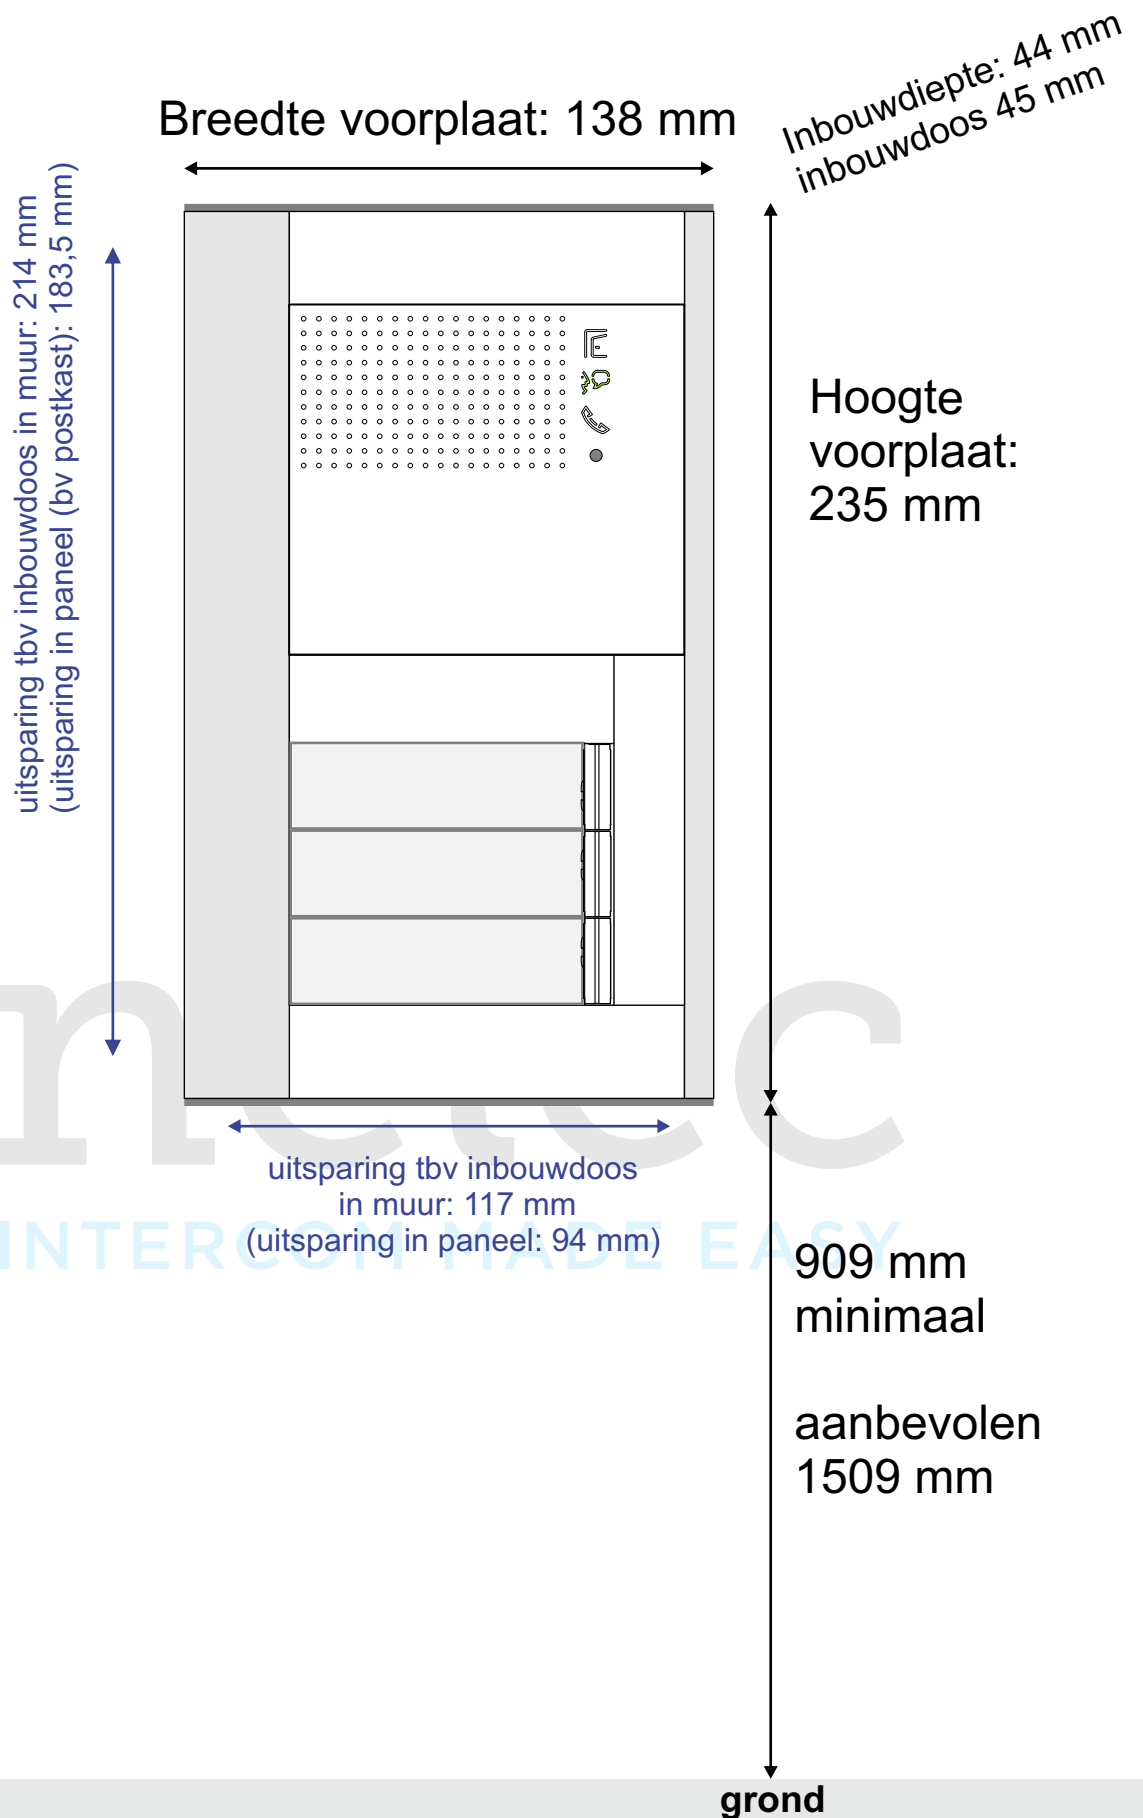 Inbouwdiepte: 44 mm
inbouwdoos 45 mm
Breedte voorplaat: 138 mm
uitsparing tbv inbouwdoos in muur: 214 mm
(uitsparing in paneel (bv postkast): 183,5 mm)
Hoogte
voorplaat:
235 mm
uitsparing tbv inbouwdoos
in muur: 117 mm
(uitsparing in paneel: 94 mm)
INTERCOM MADE EASY
909 mm
minimaal
aanbevolen
1509 mm
grond